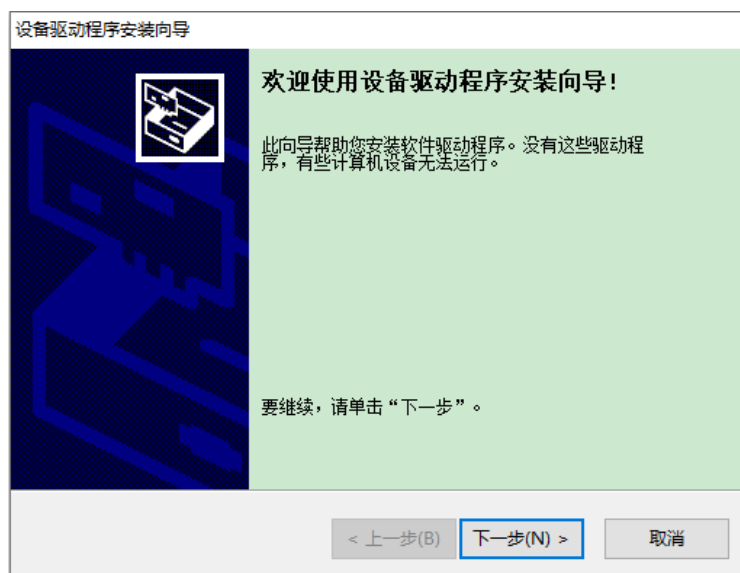 设备驱动程序安装向导
欢迎使用设备驱动程序安装向导!
此向导帮助您安装软件驱动程序。没有这些驱动程
序，有些计算机设备无法运行。
要继续，请单击“下一步”。
< 上一步(B) 下一步(N) > 取消